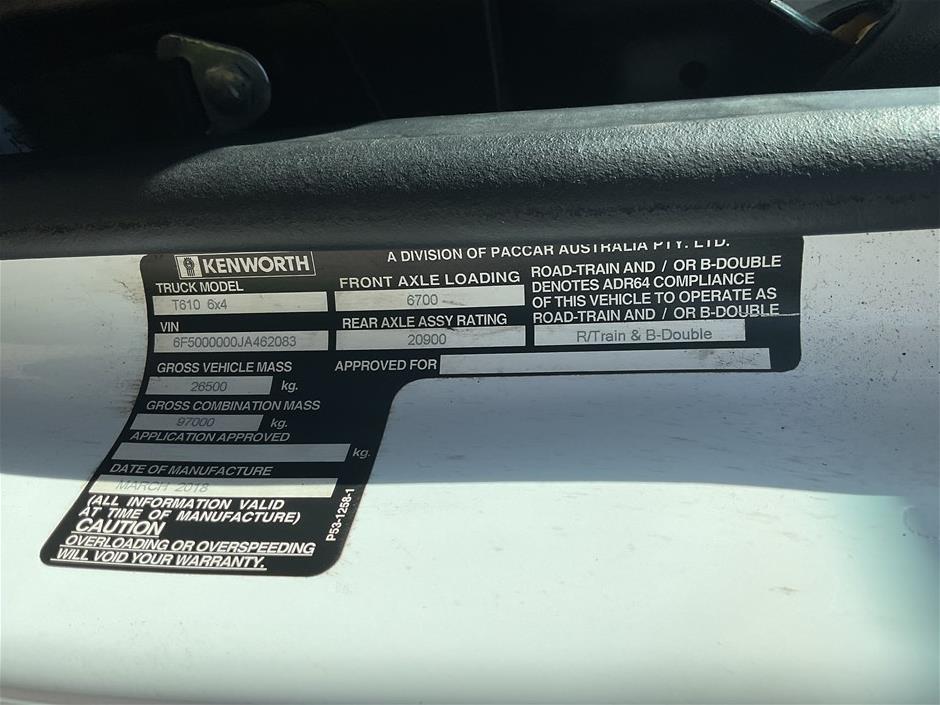 KENWORTH
A DIVISION OF PACCAR AUSTRALIA PTY. LTD.
TRUCK MODEL
T610 6x4
VIN
6F5000000JA462083
GROSS VEHICLE MASS
26500 kg.
GROSS COMBINATION MASS
97000 kg.
APPLICATION APPROVED
kg.
DATE OF MANUFACTURE
MARCH 2018
(ALL INFORMATION VALID
AT TIME OF MANUFACTURE)
CAUTION
OVERLOADING OR OVERSPEEDING
WILL VOID YOUR WARRANTY.
P53-1258-1
FRONT AXLE LOADING
6700
REAR AXLE ASSY RATING
20900
APPROVED FOR
ROAD-TRAIN AND / OR B-DOUBLE
DENOTES ADR64 COMPLIANCE
OF THIS VEHICLE TO OPERATE AS
ROAD-TRAIN AND / OR B-DOUBLE
R/Train & B-Double